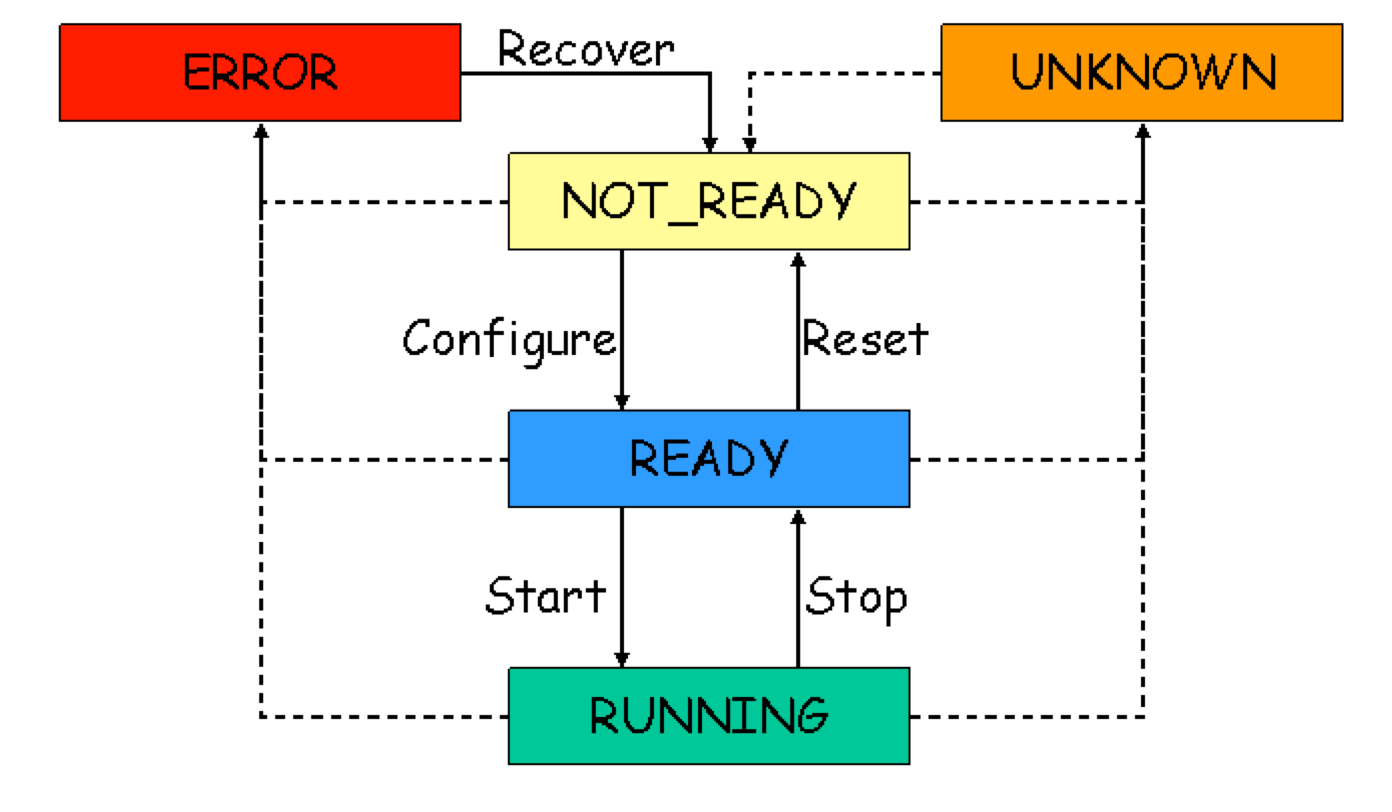 ERROR
Recover
UNKNOWN
NOT_READY
Configure
Reset
READY
Start
Stop
RUNNING